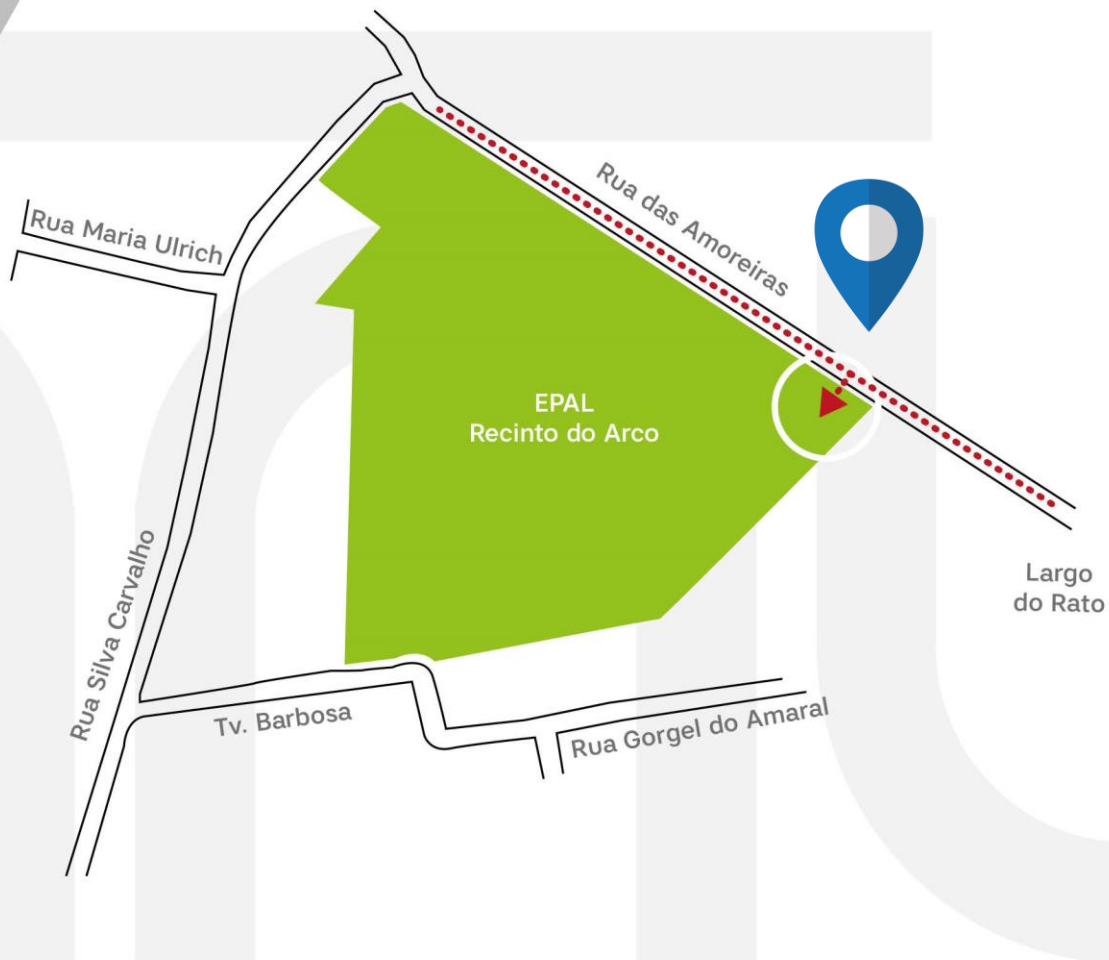 Rua das Amoreiras
Rua Maria Ulrich
EPAL
Recinto do Arco
Largo
do Rato
Rua Silva Carvalho
Tv. Barbosa
Rua Gorgel do Amaral